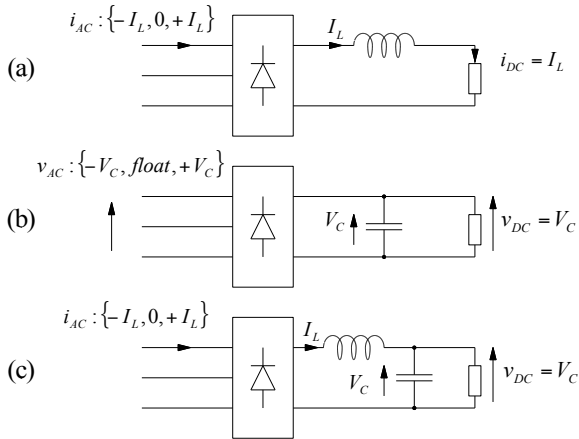 i_AC : {-I_L, 0, +I_L}
I_L
(a)
i_DC = I_L
v_AC : {-V_C, float, +V_C}
(b)
V_C
v_DC = V_C
i_AC : {-I_L, 0, +I_L}
I_L
(c)
V_C
v_DC = V_C